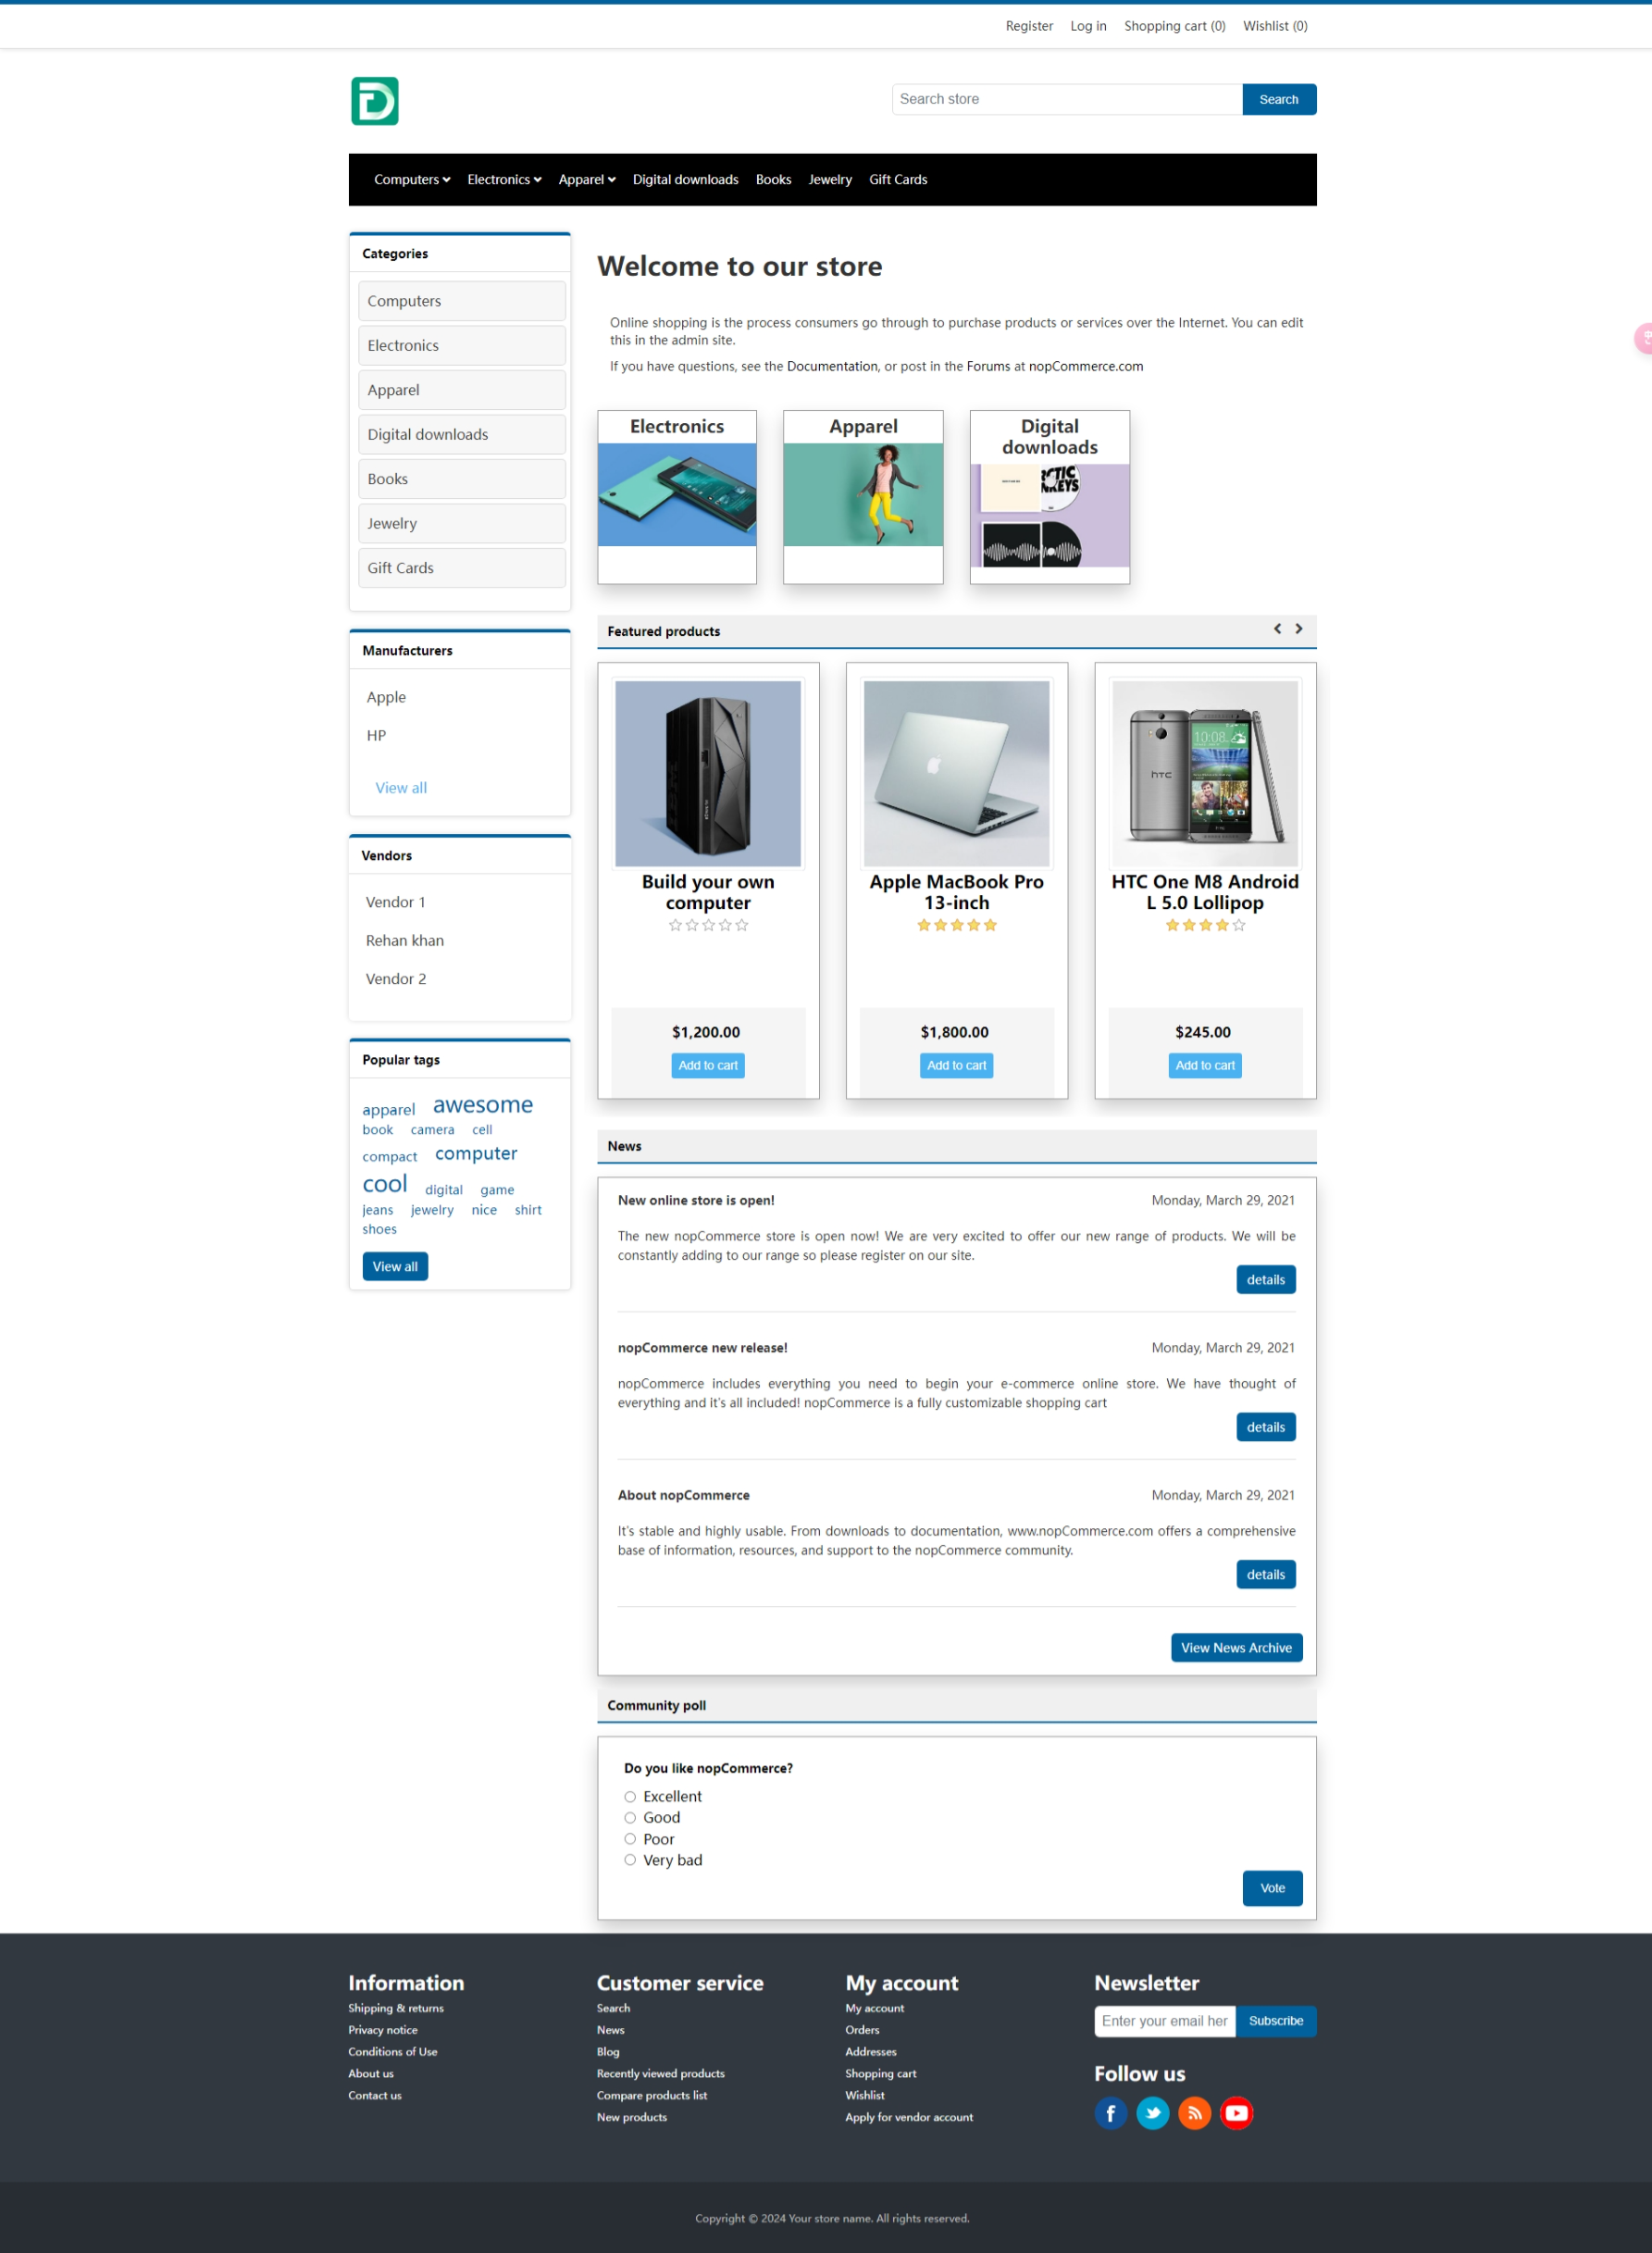 Register Log in Shopping cart (0) Wishlist (0)
Search store Search
Computers Electronics Apparel Digital downloads Books Jewelry Gift Cards
Categories
Computers
Electronics
Apparel
Digital downloads
Books
Jewelry
Gift Cards
Manufacturers
Apple
HP
View all
Vendors
Vendor 1
Rehan khan
Vendor 2
Popular tags
apparel awesome
book camera cell
compact computer
cool digital game
jeans jewelry nice shirt
shoes
View all
Welcome to our store
Online shopping is the process consumers go through to purchase products or services over the Internet. You can edit
this in the admin site.
If you have questions, see the Documentation, or post in the Forums at nopCommerce.com
Electronics
Apparel
Digital
downloads
Featured products
Build your own
computer
$1,200.00
Add to cart
Apple MacBook Pro
13-inch
$1,800.00
Add to cart
10:08
hTC
HTC One M8 Android
L 5.0 Lollipop
$245.00
Add to cart
News
New online store is open! Monday, March 29, 2021
The new nopCommerce store is open now! We are very excited to offer our new range of products. We will be
constantly adding to our range so please register on our site.
details
nopCommerce new release! Monday, March 29, 2021
nopCommerce includes everything you need to begin your e-commerce online store. We have thought of
everything and it's all included! nopCommerce is a fully customizable shopping cart
details
About nopCommerce Monday, March 29, 2021
It's stable and highly usable. From downloads to documentation, www.nopCommerce.com offers a comprehensive
base of information, resources, and support to the nopCommerce community.
details
View News Archive
Community poll
Do you like nopCommerce?
Excellent
Good
Poor
Very bad
Vote
Information
Shipping & returns
Privacy notice
Conditions of Use
About us
Contact us
Customer service
Search
News
Blog
Recently viewed products
Compare products list
New products
My account
My account
Orders
Addresses
Shopping cart
Wishlist
Apply for vendor account
Newsletter
Enter your email her Subscribe
Follow us
Copyright © 2024 Your store name. All rights reserved.